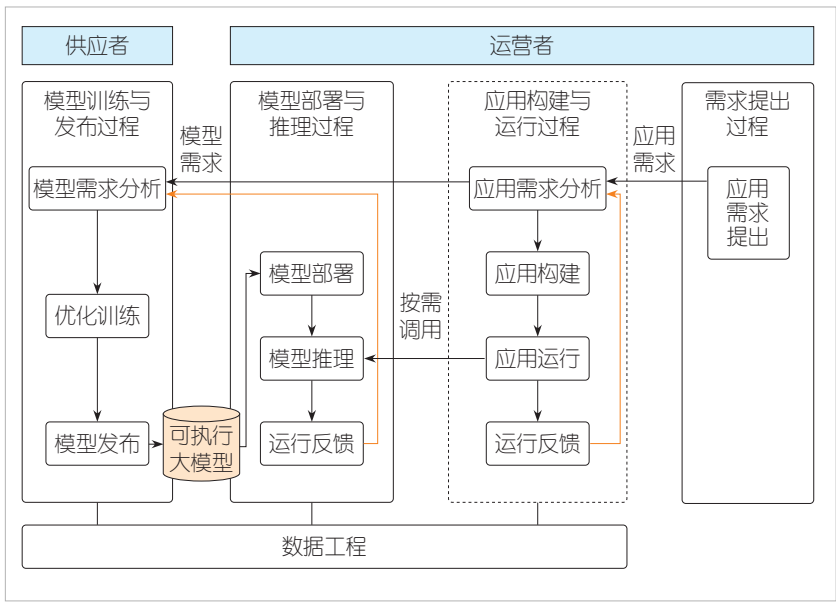 供应者
运营者
模型训练与
发布过程
模型部署与
推理过程
应用构建与
运行过程
需求提出
过程
模型
需求
应用
需求
模型需求分析
应用需求分析
应用
需求
提出
模型部署
应用构建
优化训练
按需
调用
模型推理
应用运行
模型发布
可执行
大模型
运行反馈
运行反馈
数据工程